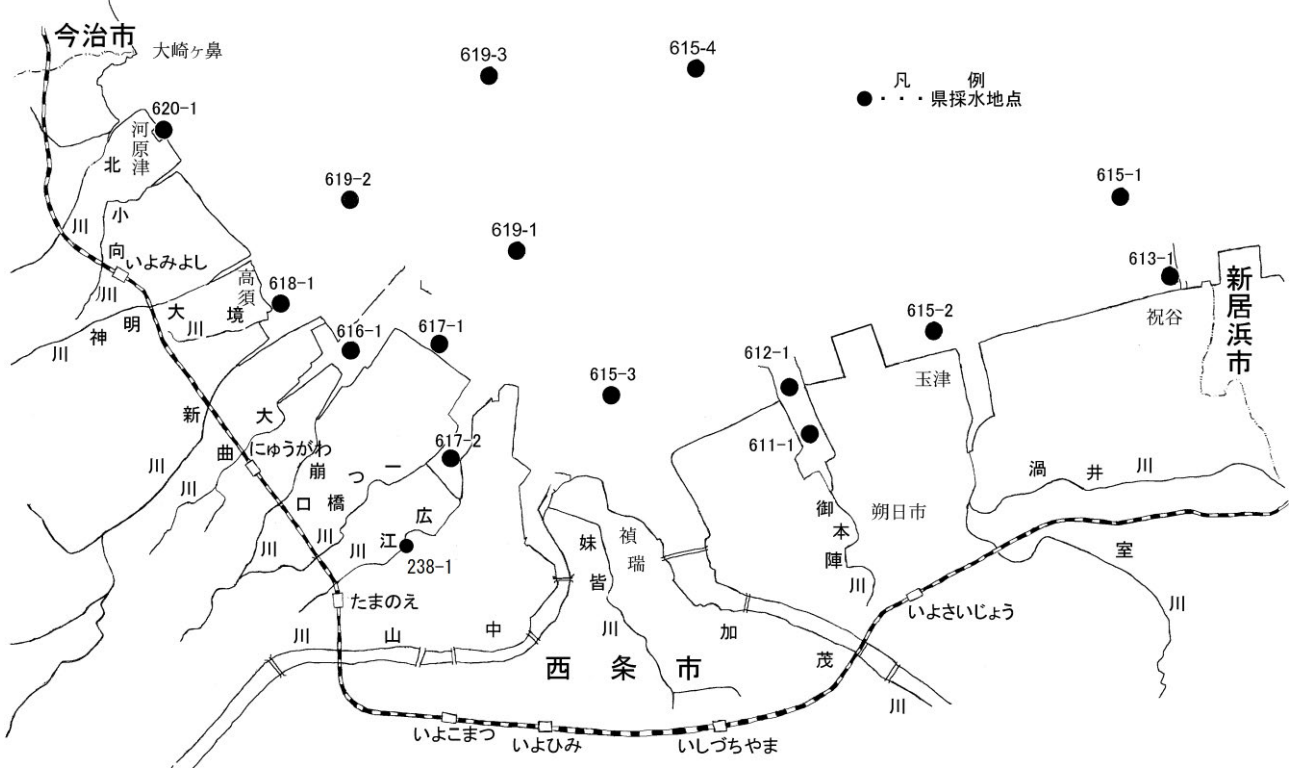 今治市
大崎ヶ鼻
619-3
615-4
凡 例
●・・・県採水地点
620-1
河原津
北川
619-2
615-1
小向川
619-1
613-1
いよみよし
高須
618-1
新居浜市
大明神川
境川
616-1
617-1
615-2
祝谷
612-1
玉津
615-3
新川
大曲川
611-1
にゅうがわ
617-2
崩口川
一つ橋川
渦井川
広江川
御本陣川
朔日市
妹皆川
禎瑞
238-1
室川
たまのえ
いよさいじょう
中山川
加茂川
西条市
いよこまつ
いよひみ
いしづちやま